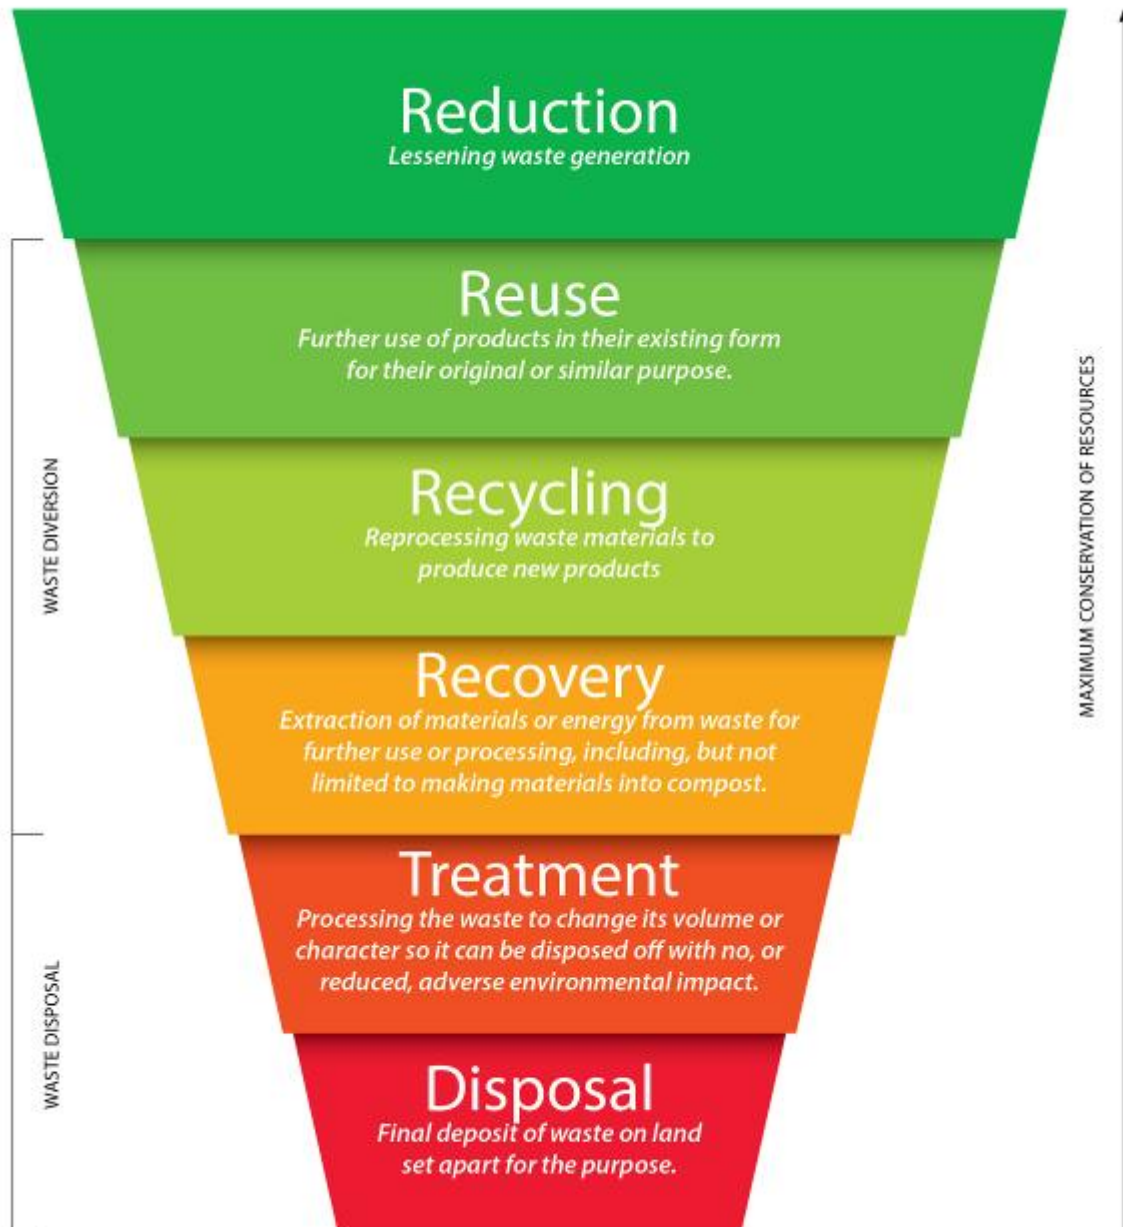 Reduction
Lessening waste generation
Reuse
Further use of products in their existing form
for their original or similar purpose.
Recycling
Reprocessing waste materials to
produce new products
Recovery
Extraction of materials or energy from waste for
further use or processing, including, but not
limited to making materials into compost.
Treatment
Processing the waste to change its volume or
character so it can be disposed off with no, or
reduced, adverse environmental impact.
Disposal
Final deposit of waste on land
set apart for the purpose.
WASTE DIVERSION
WASTE DISPOSAL
MAXIMUM CONSERVATION OF RESOURCES